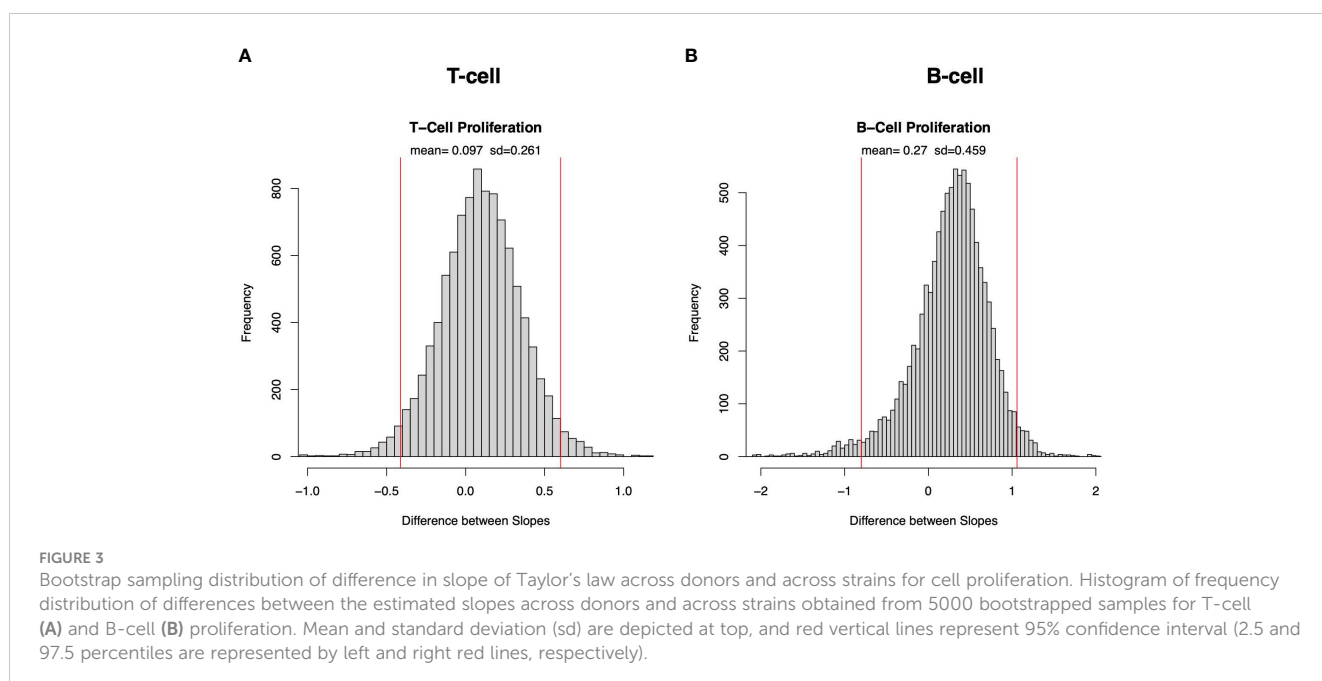 A
T-cell
T−Cell Proliferation
mean= 0.097  sd=0.261
Frequency
0
200
400
600
800
−1.0
−0.5
0.0
0.5
1.0
Difference between Slopes
B
B-cell
B−Cell Proliferation
mean= 0.27  sd=0.459
Frequency
0
100
200
300
400
500
−2
−1
0
1
2
Difference between Slopes
FIGURE 3
Bootstrap sampling distribution of difference in slope of Taylor's law across donors and across strains for cell proliferation. Histogram of frequency
distribution of differences between the estimated slopes across donors and across strains obtained from 5000 bootstrapped samples for T-cell
(A) and B-cell (B) proliferation. Mean and standard deviation (sd) are depicted at top, and red vertical lines represent 95% confidence interval (2.5 and
97.5 percentiles are represented by left and right red lines, respectively).